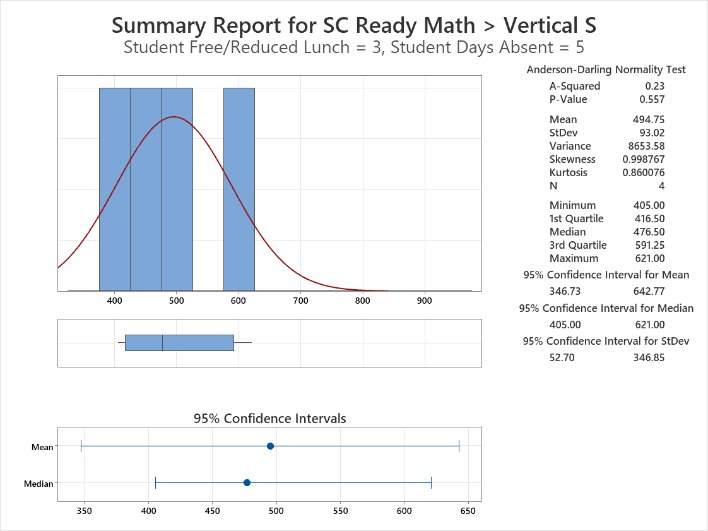 Summary Report for SC Ready Math > Vertical S
Student Free/Reduced Lunch = 3, Student Days Absent = 5
Anderson-Darling Normality Test
A-Squared 0.23
P-Value 0.557
Mean 494.75
StDev 93.02
Variance 8653.58
Skewness 0.998767
Kurtosis 0.860076
N 4
Minimum 405.00
1st Quartile 416.50
Median 476.50
3rd Quartile 591.25
Maximum 621.00
95% Confidence Interval for Mean
346.73 642.77
95% Confidence Interval for Median
405.00 621.00
95% Confidence Interval for StDev
52.70 346.85
400 500 600 700 800 900
95% Confidence Intervals
Mean
Median
350 400 450 500 550 600 650